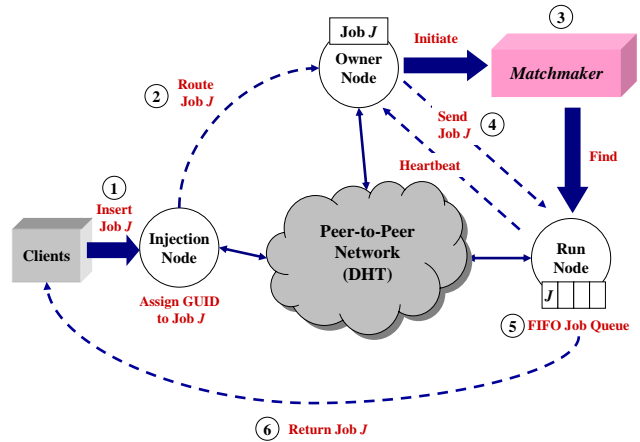 3
Job J
Initiate
Owner
Node
Matchmaker
2
Route
Job J
Send
Job J
4
Heartbeat
Find
1
Insert
Job J
Clients
Injection
Node
Peer-to-Peer
Network
(DHT)
Run
Node
J
Assign GUID
to Job J
5
FIFO Job Queue
6
Return Job J